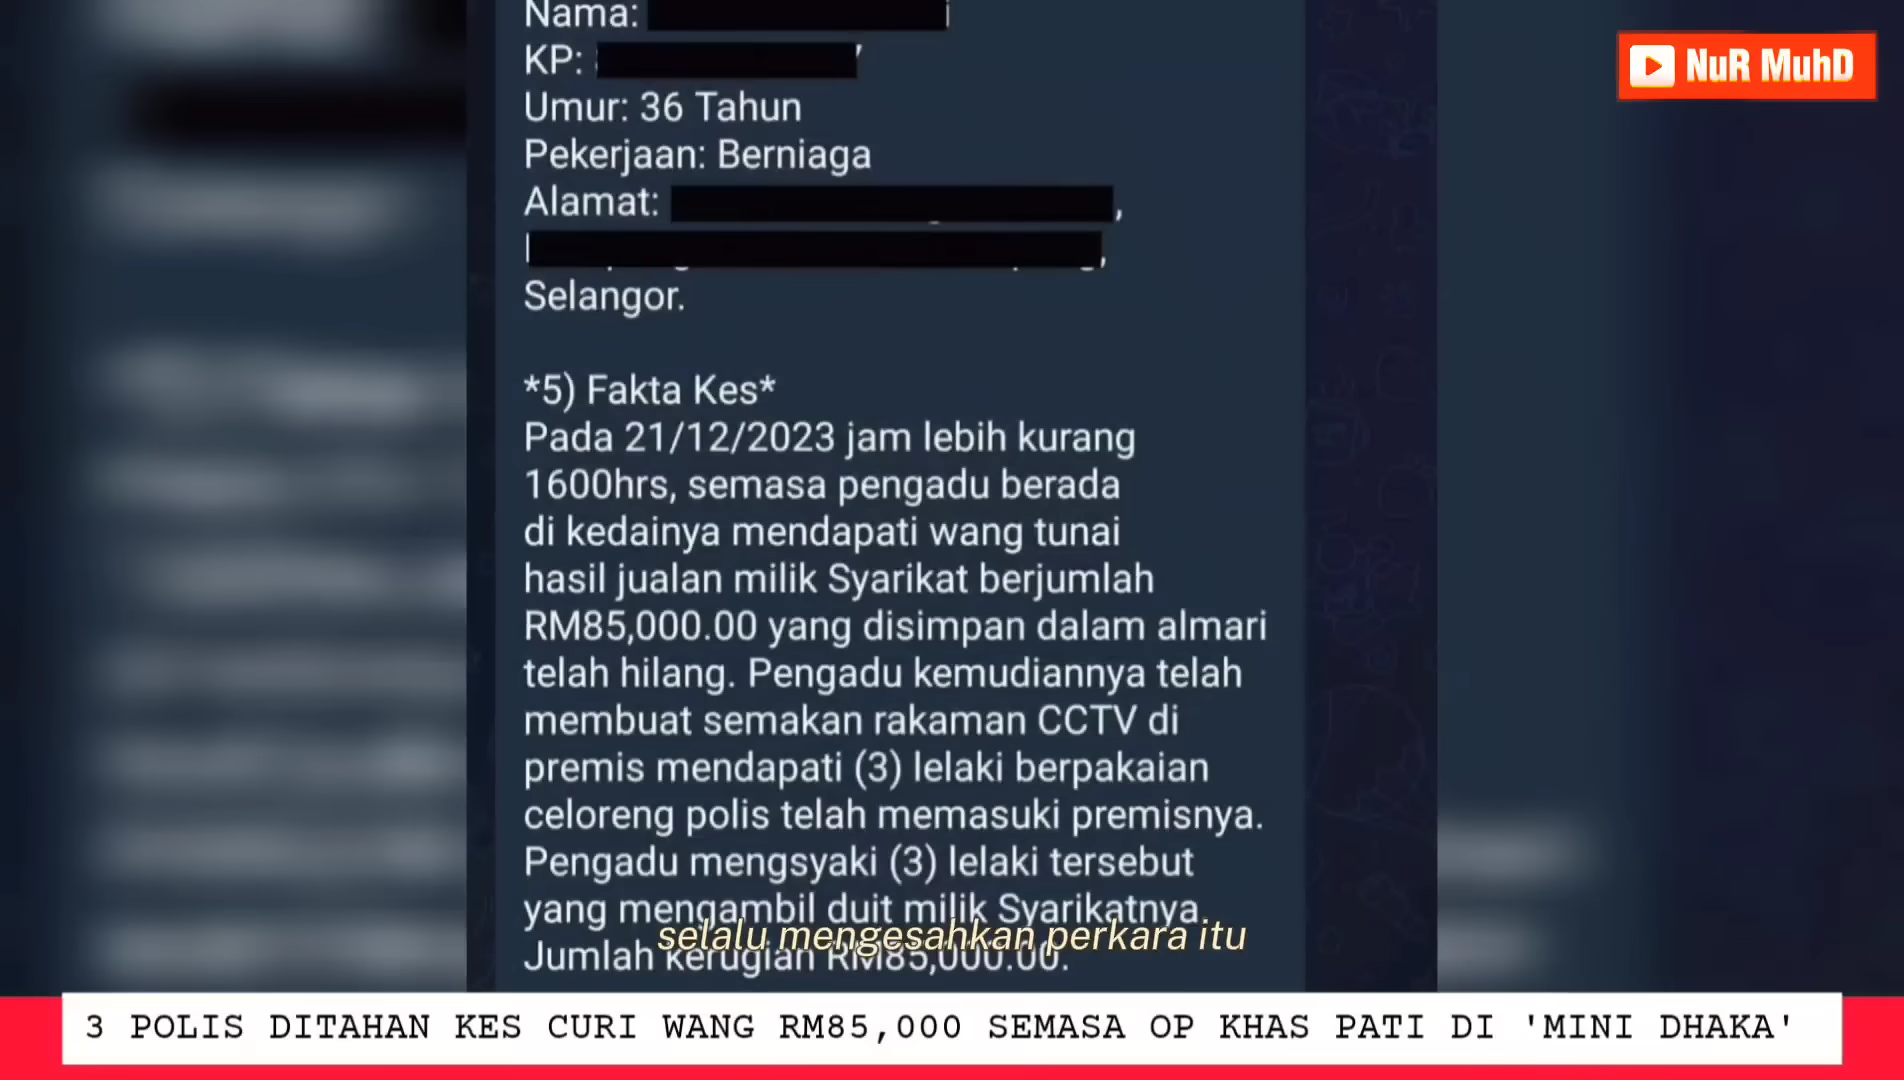 Nama:
KP:
Umur: 36 Tahun
Pekerjaan: Berniaga
Alamat:
Selangor.
*5) Fakta Kes*
Pada 21/12/2023 jam lebih kurang
1600hrs, semasa pengadu berada
di kedainya mendapati wang tunai
hasil jualan milik Syarikat berjumlah
RM85,000.00 yang disimpan dalam almari
telah hilang. Pengadu kemudiannya telah
membuat semakan rakaman CCTV di
premis mendapati (3) lelaki berpakaian
celoreng polis telah memasuki premisnya.
Pengadu mengsyaki (3) lelaki tersebut
yang mengambil duit milik Syarikatnya.
Jumlah kerugian RM85,000.00.
selalu mengesahkan perkara itu
3 POLIS DITAHAN KES CURI WANG RM85,000 SEMASA OP KHAS PATI DI 'MINI DHAKA'
NuR MuhD